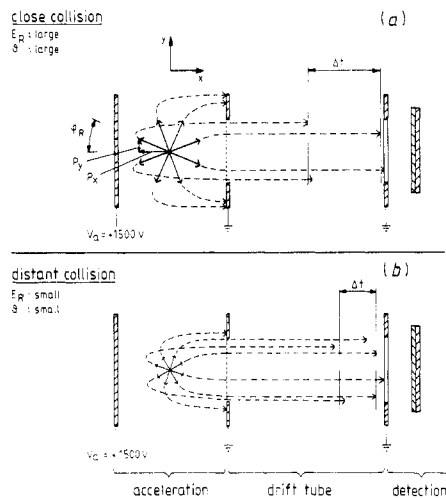 close collision
(a)
E_R : large
ϑ : large
y
x
Δt
φ_R
P_y
P_x
V_a = +1500 V
distant collision
(b)
E_R : small
ϑ : small
Δt
V_a = +1500 V
acceleration drift tube detection